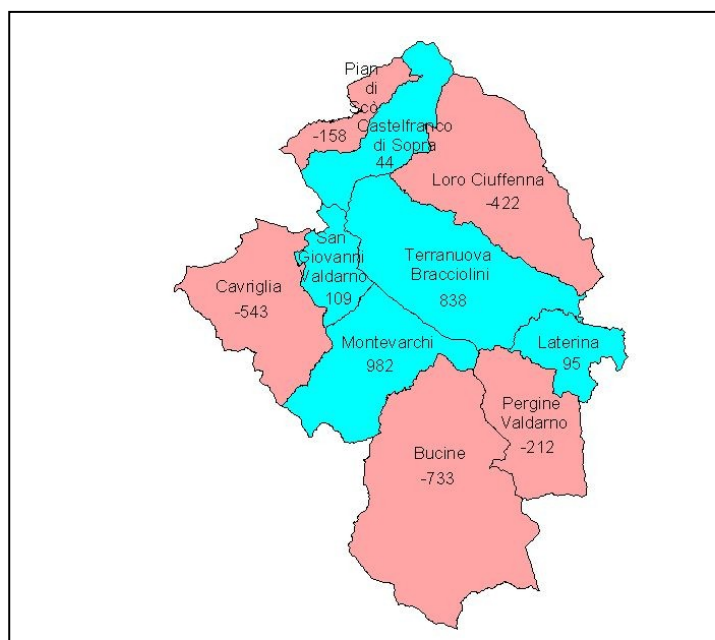 Pian
di
Scò
-158
Castelfranco
di Sopra
44
Loro Ciuffenna
-422
San
Giovanni
Valdarno
109
Terranuova
Bracciolini
838
Cavriglia
-543
Montevarchi
982
Laterina
95
Pergine
Valdarno
-212
Bucine
-733